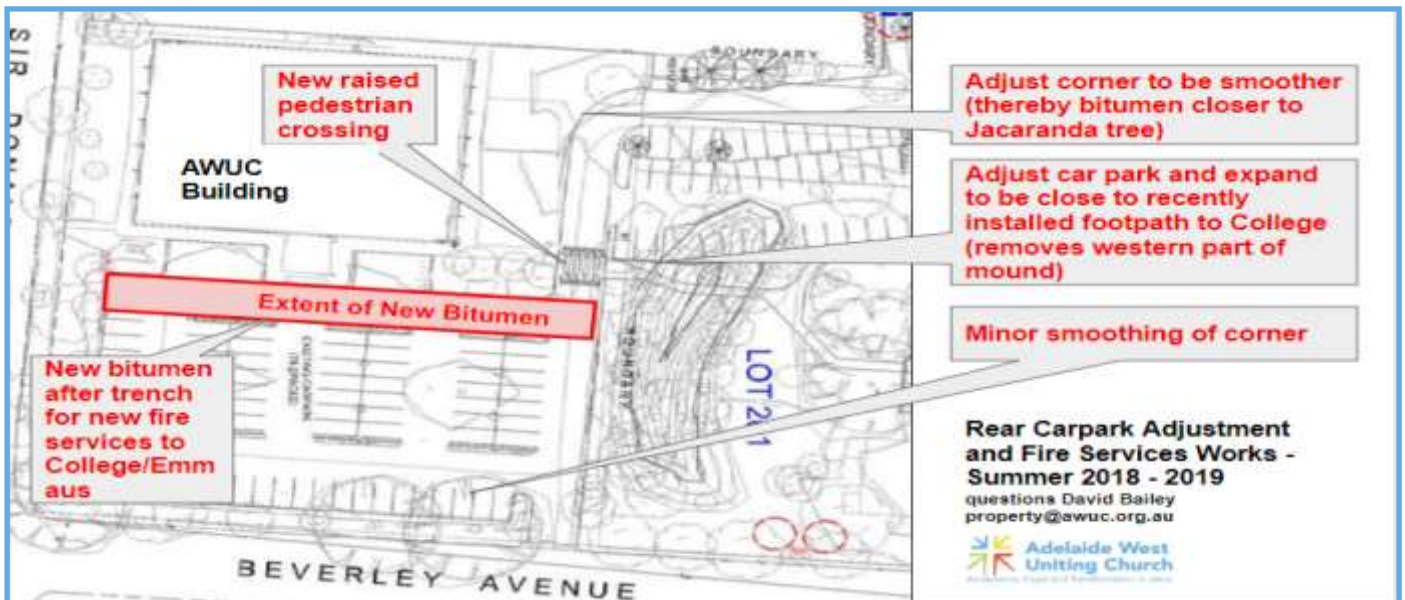 New raised
pedestrian
crossing
BOUNDARY
BOUNDARY
AWUC
Building
Extent of New Bitumen
New bitumen
after trench
for new fire
services to
College/Emm
aus
BOUNDARY
LOT 201
BEVERLEY AVENUE
Adjust corner to be smoother
(thereby bitumen closer to
Jacaranda tree)
Adjust car park and expand
to be close to recently
installed footpath to College
(removes western part of
mound)
Minor smoothing of corner
Rear Carpark Adjustment
and Fire Services Works -
Summer 2018 - 2019
questions David Bailey
property@awuc.org.au
Adelaide West
Uniting Church